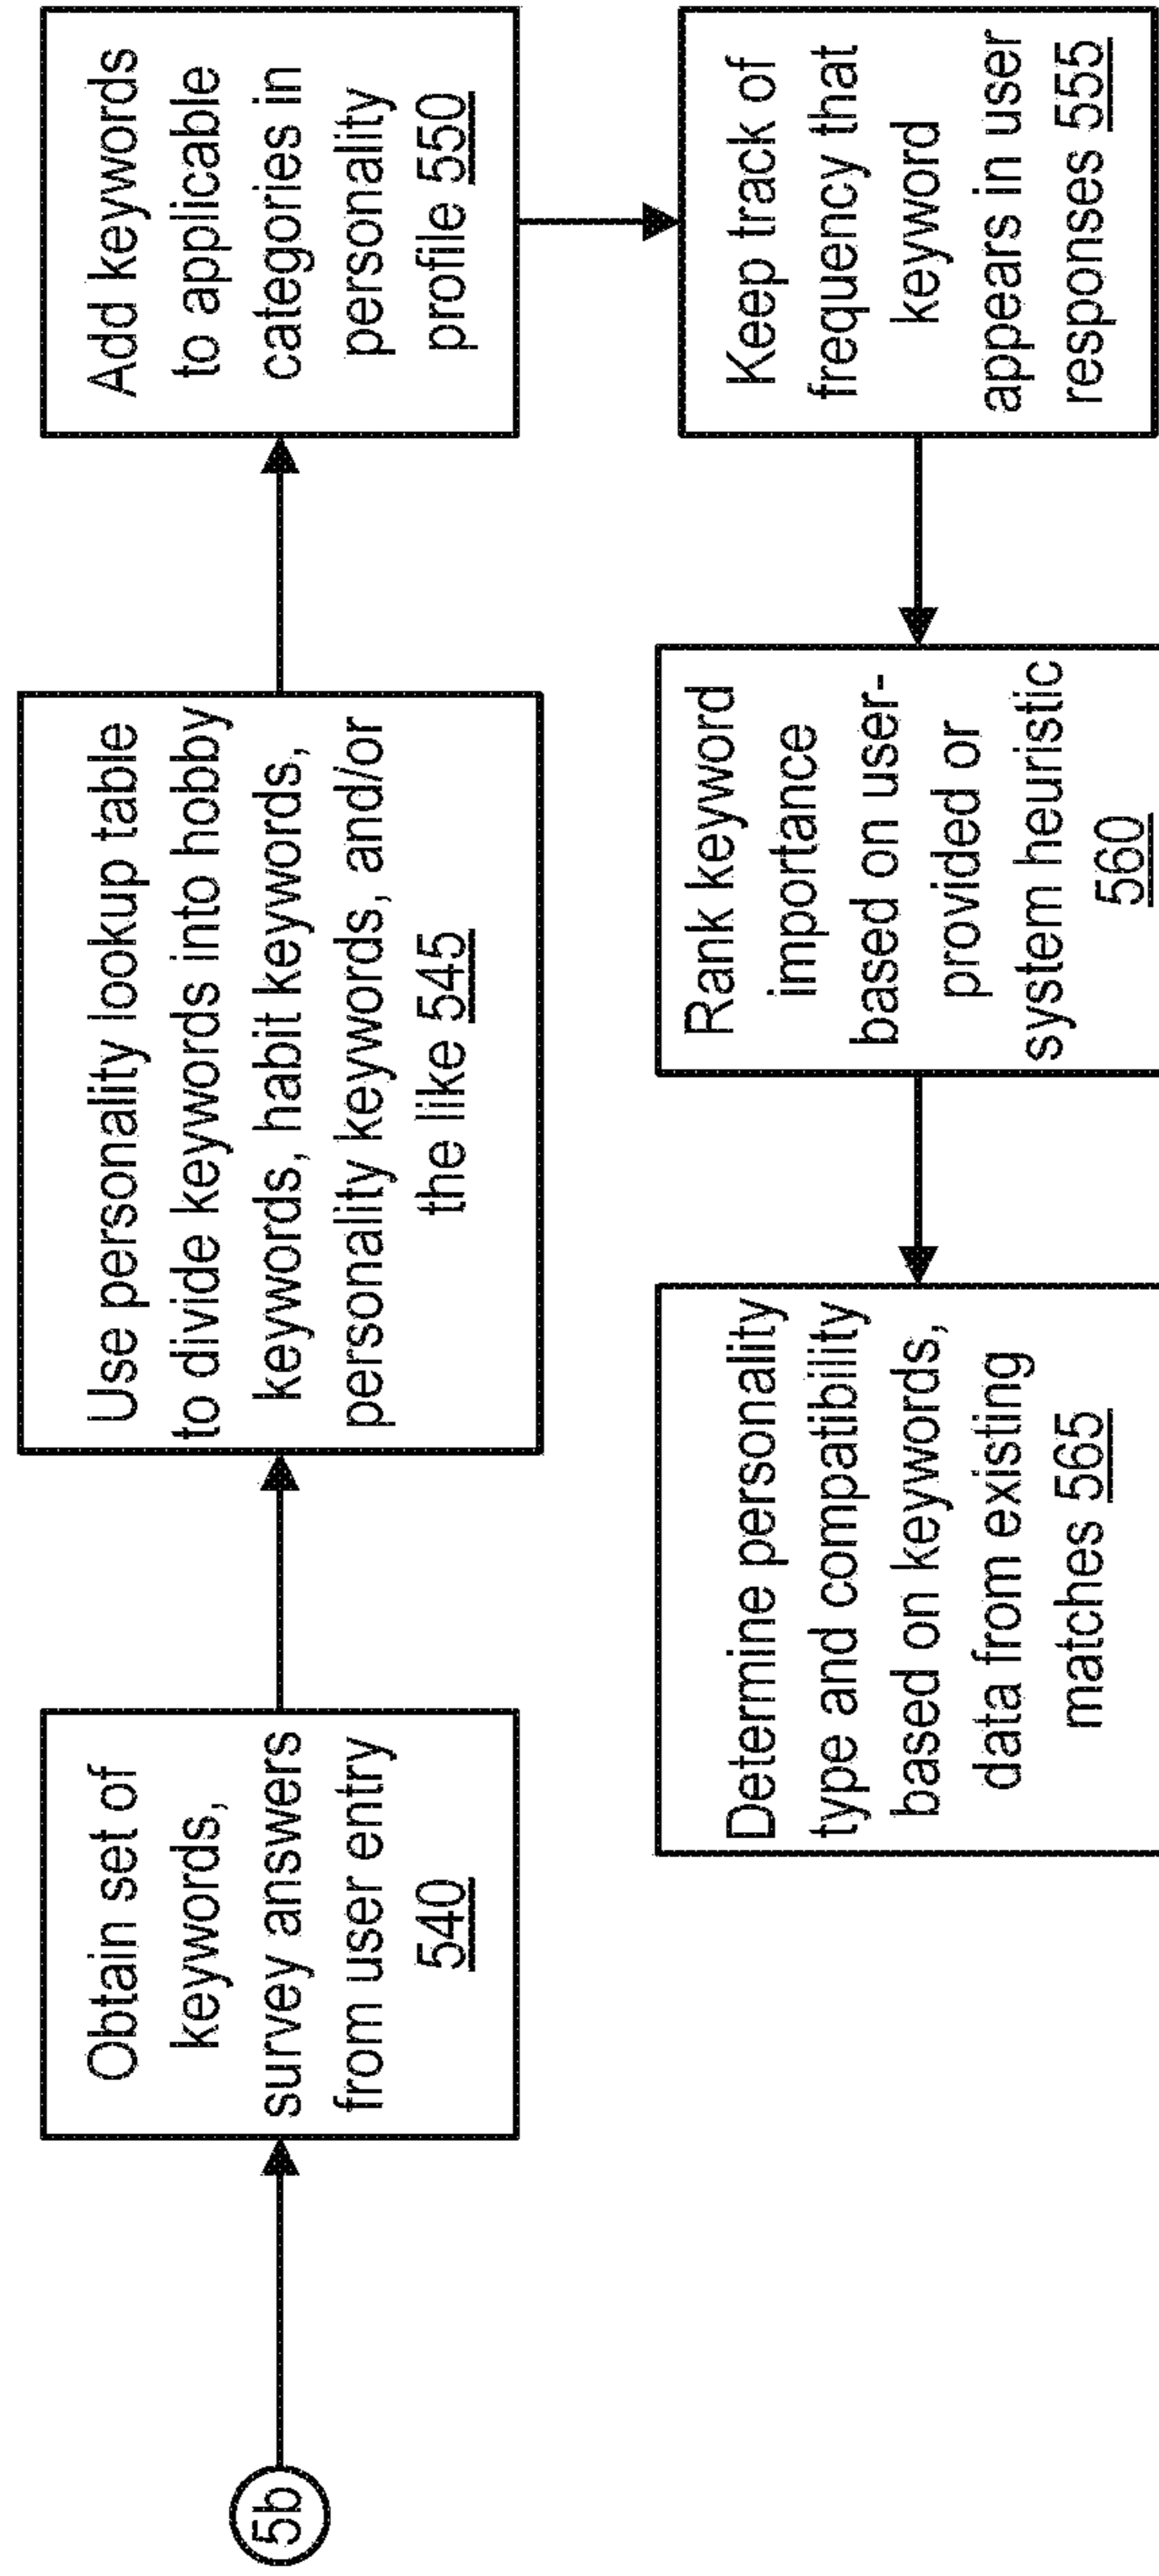 5b
Obtain set of
keywords,
survey answers
from user entry
540
Use personality lookup table
to divide keywords into hobby
keywords, habit keywords,
personality keywords, and/or
the like 545
Add keywords
to applicable
categories in
personality
profile 550
Keep track of
frequency that
keyword
appears in user
responses 555
Rank keyword
importance
based on user-
provided or
system heuristic
560
Determine personality
type and compatibility
based on keywords,
data from existing
matches 565